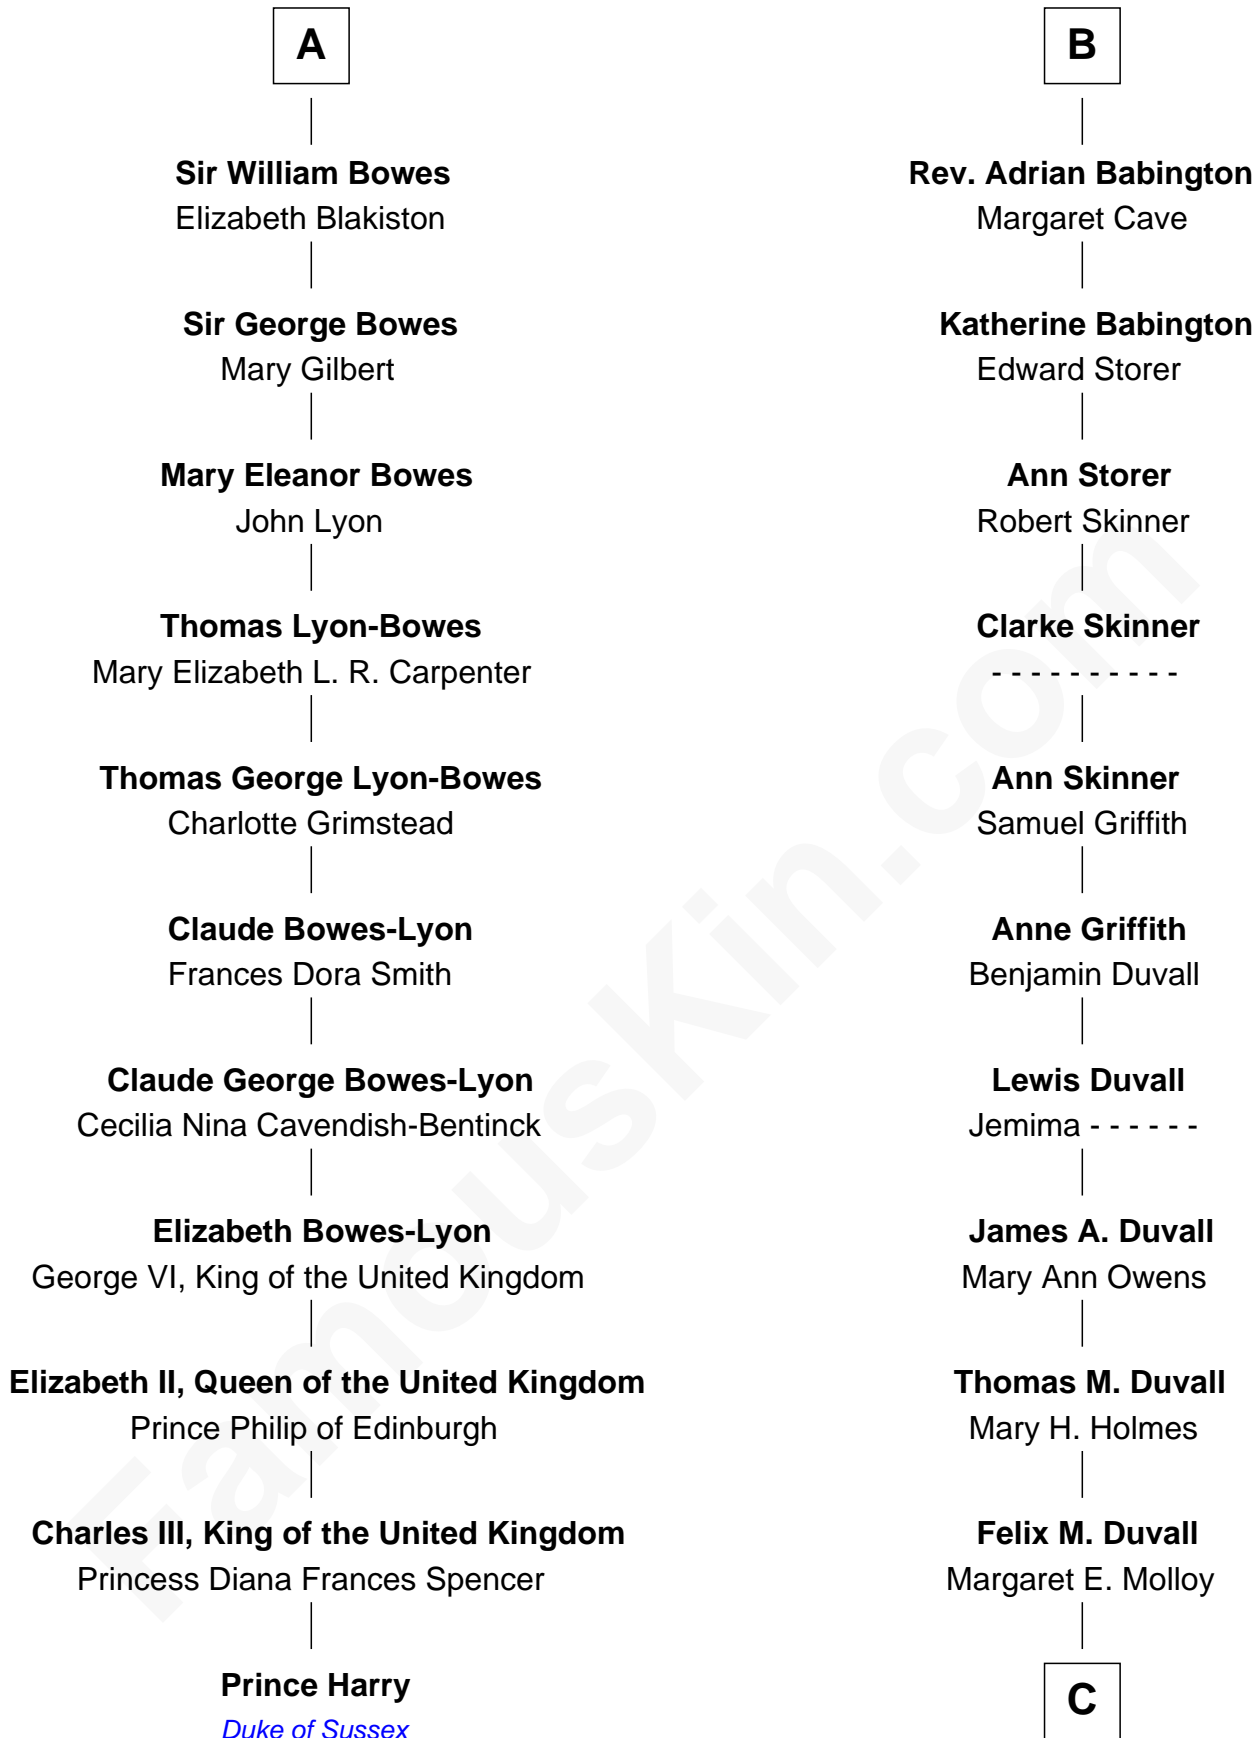 A
Sir William Bowes
Elizabeth Blakiston
Sir George Bowes
Mary Gilbert
Mary Eleanor Bowes
John Lyon
Thomas Lyon-Bowes
Mary Elizabeth L. R. Carpenter
Thomas George Lyon-Bowes
Charlotte Grimstead
Claude Bowes-Lyon
Frances Dora Smith
Claude George Bowes-Lyon
Cecilia Nina Cavendish-Bentinck
Elizabeth Bowes-Lyon
George VI, King of the United Kingdom
Elizabeth II, Queen of the United Kingdom
Prince Philip of Edinburgh
Charles III, King of the United Kingdom
Princess Diana Frances Spencer
Prince Harry
Duke of Sussex
B
Rev. Adrian Babington
Margaret Cave
Katherine Babington
Edward Storer
Ann Storer
Robert Skinner
Clarke Skinner
- - - - - - - - - -
Ann Skinner
Samuel Griffith
Anne Griffith
Benjamin Duvall
Lewis Duvall
Jemima - - - - - -
James A. Duvall
Mary Ann Owens
Thomas M. Duvall
Mary H. Holmes
Felix M. Duvall
Margaret E. Molloy
C
FamousKin.com